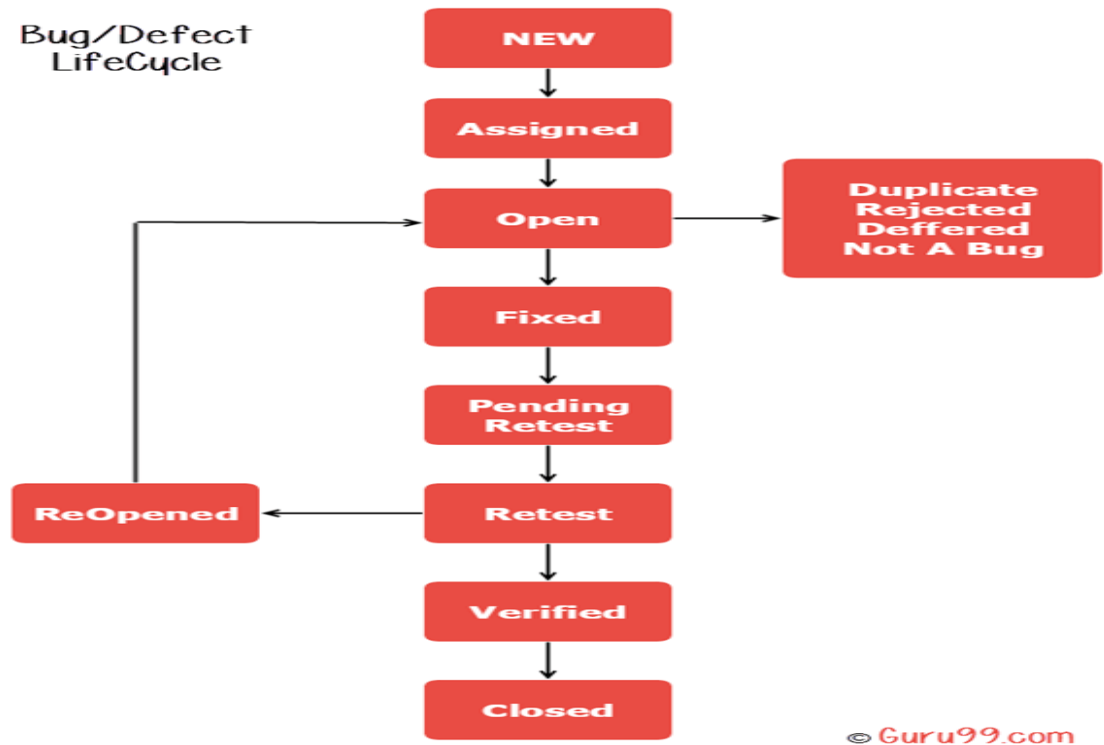 Bug/Defect
LifeCycle
NEW
Assigned
Open
Duplicate
Rejected
Deffered
Not A Bug
Fixed
Pending
Retest
ReOpened
Retest
Verified
Closed
© Guru99.com